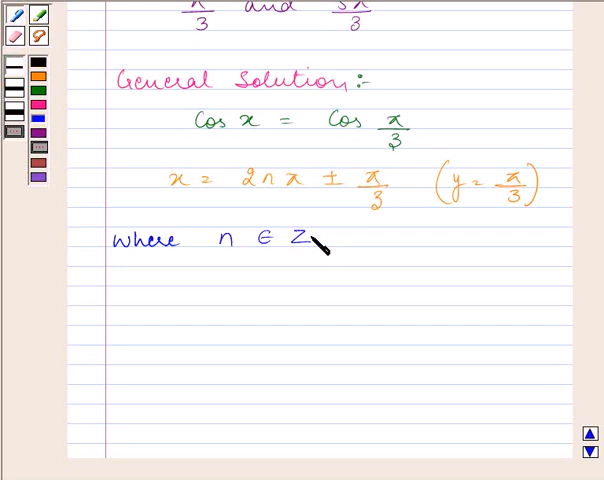 π/3 and 5π/3
General Solution:-
Cos x = Cos π/3
x = 2nπ ± π/3 (y = π/3)
where n ∈ Z